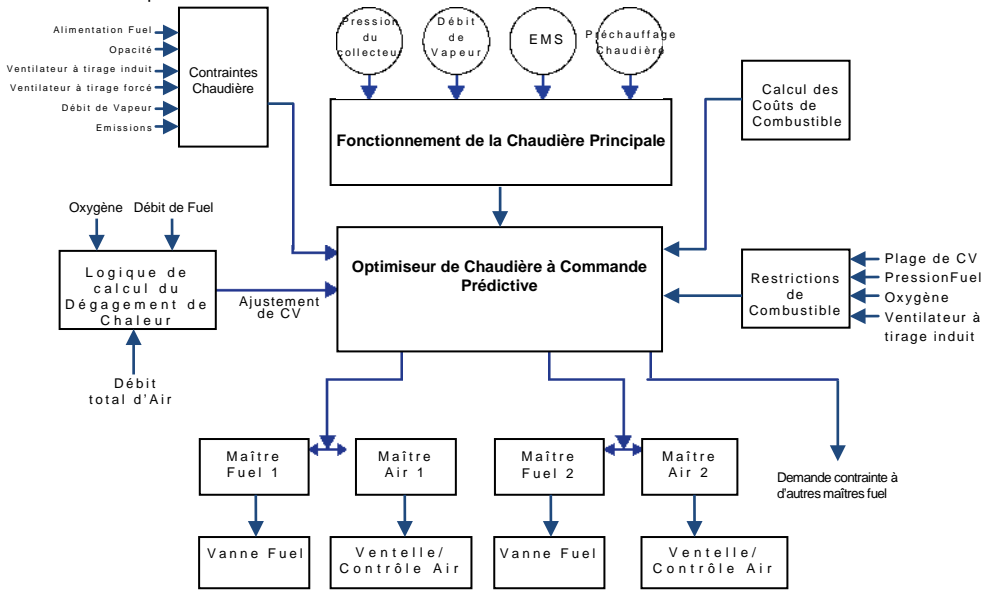 Alimentation Fuel
Opacité
Ventilateur à tirage induit
Ventilateur à tirage forcé
Débit de Vapeur
Emissions
Contraintes
Chaudière
Pression
du
collecteur
Débit
de
Vapeur
EMS
Préchauffage
Chaudière
Fonctionnement de la Chaudière Principale
Calcul des
Coûts de
Combustible
Oxygène
Débit de Fuel
Logique de
calcul du
Dégagement de
Chaleur
Débit
total d'Air
Ajustement
de CV
Optimiseur de Chaudière à Commande
Prédictive
Restrictions
de
Combustible
Plage de CV
PressionFuel
Oxygène
Ventilateur à
tirage induit
Maître
Fuel 1
Maître
Air 1
Maître
Fuel 2
Maître
Air 2
Demande contrainte à
d'autres maîtres fuel
Vanne Fuel
Ventelle/
Contrôle Air
Vanne Fuel
Ventelle/
Contrôle Air